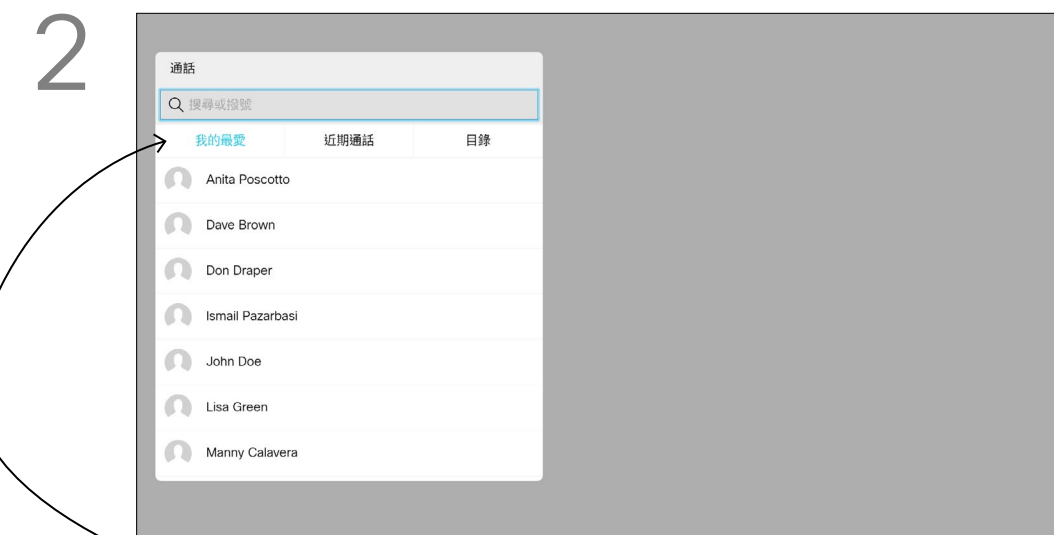 2
通話
搜尋或撥號
我的最愛 近期通話 目錄
Anita Poscotto
Dave Brown
Don Draper
Ismail Pazarbasi
John Doe
Lisa Green
Manny Calavera